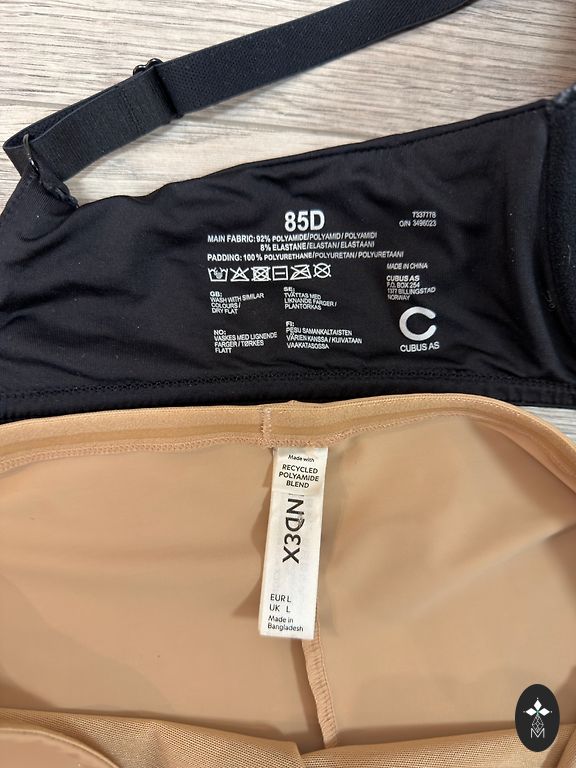 85D
7337778
O/N 3498023
MAIN FABRIC: 92% POLYAMIDE/POLYAMID/POLYAMIDI
8% ELASTANE/ELASTAN/ELASTAANI
PADDING: 100% POLYURETHANE/POLYURETAN/POLYURETAANI
MADE IN CHINA
CUBUS AS
P.O. BOX 254
1377 BILLINGSTAD
NORWAY
GB:
WASH WITH SIMILAR
COLOURS/
DRY FLAT
SE:
TVÄTTAS MED
LIKNANDE FÄRGER/
PLANTORKAS
NO:
VASKES MED LIGNENDE
FARGER/TØRKES
FLATT
FI:
PESU SAMANKALTAISTEN
VÄRIEN KANSSA/KUIVATAAN
VAAKATASOSSA
C
CUBUS AS
Made with
RECYCLED
POLYAMIDE
BLEND
INDEX
EUR L
UK L
Made in
Bangladesh